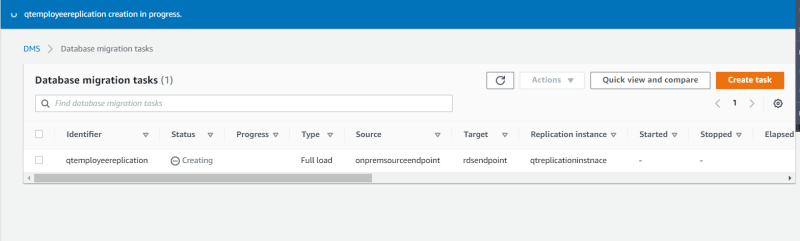 qtemployeereplication creation in progress.
DMS > Database migration tasks
Database migration tasks (1)
Actions Quick view and compare Create task
Find database migration tasks
1
Identifier Status Progress Type Source Target Replication instance Started Stopped Elapsed
qtemployeereplication Creating Full load onpremsourceendpoint rdsendpoint qtreplicationinstnace - -